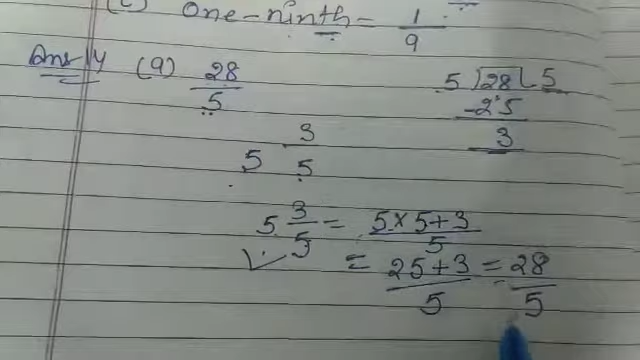 One-ninth = 1/9
Ans 4 (a) 28/5
5 ) 28 ( 5
- 25
3
5 3/5
5 3/5 = 5 × 5 + 3 / 5
= 25 + 3 / 5 = 28/5